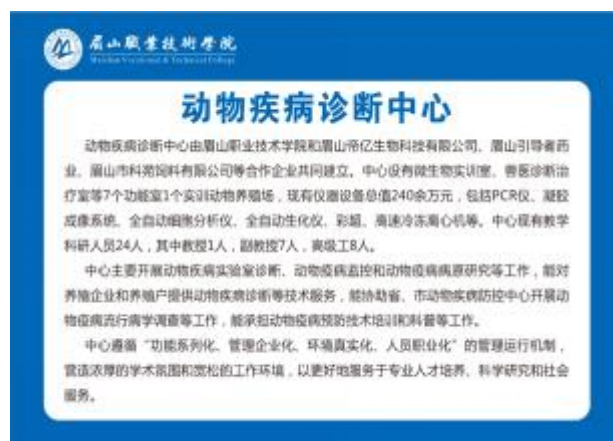 眉山职业技术学院
Meishan Vocational & Technical College
动物疾病诊断中心
动物疾病诊断中心由眉山职业技术学院和眉山帝亿生物科技有限公司、眉山引导者药
业、眉山市科苑饲料有限公司等合作企业共同建立。中心设有微生物实训室、兽医诊断治
疗室等7个功能室1个实训动物养殖场，现有仪器设备总值240余万元，包括PCR仪、凝胶
成像系统、全自动细胞分析仪、全自动生化仪、彩超、高速冷冻离心机等。中心现有教学
科研人员24人，其中教授1人，副教授7人，高级工8人。
中心主要开展动物疾病实验室诊断、动物疫病监控和动物疫病病原研究等工作，能对
养殖企业和养殖户提供动物疾病诊断等技术服务，能协助省、市动物疾病防控中心开展动
物疫病流行病学调查等工作，能承担动物疫病预防技术培训和科普等工作。
中心遵循“功能系列化、管理企业化、环境真实化、人员职业化”的管理运行机制，
营造浓厚的学术氛围和宽松的工作环境，以更好地服务于专业人才培养、科学研究和社会
服务。